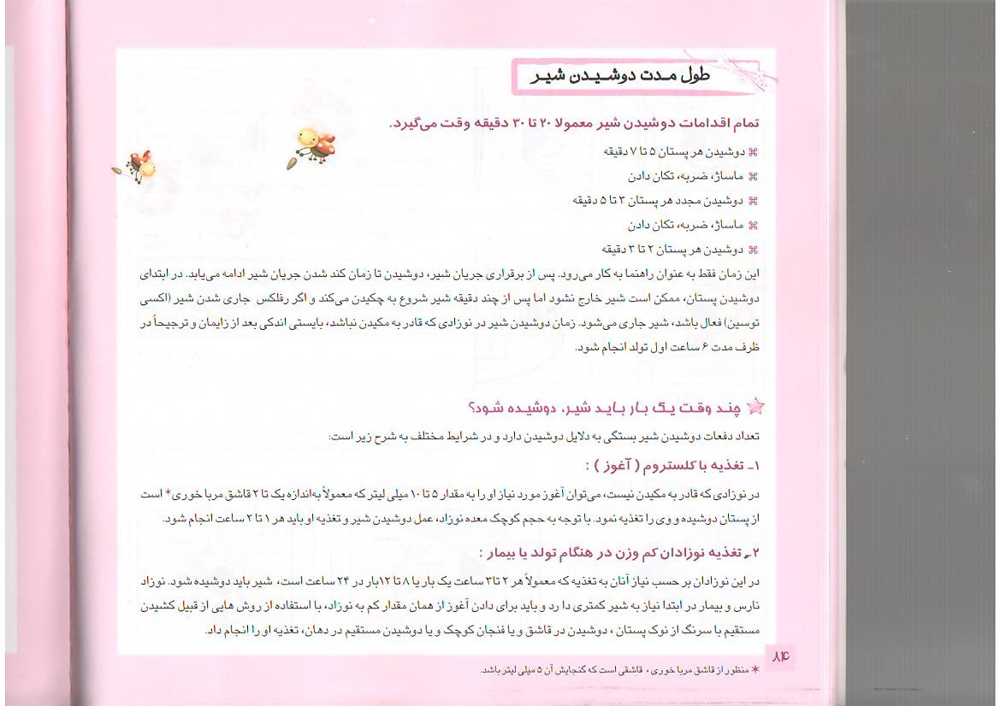 طول مدت دوشیدن شیر
تمام اقدامات دوشیدن شیر معمولا ۲۰ تا ۳۰ دقیقه وقت می‌گیرد.
⌘ دوشیدن هر پستان ۵ تا ۷ دقیقه
⌘ ماساژ، ضربه، تکان دادن
⌘ دوشیدن مجدد هر پستان ۳ تا ۵ دقیقه
⌘ ماساژ، ضربه، تکان دادن
⌘ دوشیدن هر پستان ۲ تا ۳ دقیقه
این زمان فقط به عنوان راهنما به کار می‌رود. پس از برقراری جریان شیر، دوشیدن تا زمان کند شدن جریان شیر ادامه می‌یابد. در ابتدای
دوشیدن پستان، ممکن است شیر خارج نشود اما پس از چند دقیقه شیر شروع به چکیدن می‌کند و اگر رفلکس جاری شدن شیر (اکسی
توسین) فعال باشد، شیر جاری می‌شود. زمان دوشیدن شیر در نوزادی که قادر به مکیدن نباشد، بایستی اندکی بعد از زایمان و ترجیحاً در
ظرف مدت ۶ ساعت اول تولد انجام شود.
چند وقت یک بار باید شیر، دوشیده شود؟
تعداد دفعات دوشیدن شیر بستگی به دلایل دوشیدن دارد و در شرایط مختلف به شرح زیر است:
۱ـ تغذیه با کلستروم ( آغوز ) :
در نوزادی که قادر به مکیدن نیست، می‌توان آغوز مورد نیاز او را به مقدار ۵ تا ۱۰ میلی لیتر که معمولاً به‌اندازه یک تا ۲ قاشق مربا خوری* است
از پستان دوشیده و وی را تغذیه نمود. با توجه به حجم کوچک معده نوزاد، عمل دوشیدن شیر و تغذیه او باید هر ۱ تا ۲ ساعت انجام شود.
۲ـ تغذیه نوزادان کم وزن در هنگام تولد یا بیمار :
در این نوزادان بر حسب نیاز آنان به تغذیه که معمولاً هر ۲ تا ۳ ساعت یک بار یا ۸ تا ۱۲ بار در ۲۴ ساعت است، شیر باید دوشیده شود. نوزاد
نارس و بیمار در ابتدا نیاز به شیر کمتری دا رد و باید برای دادن آغوز از همان مقدار کم به نوزاد، با استفاده از روش هایی از قبیل کشیدن
مستقیم با سرنگ از نوک پستان ، دوشیدن در قاشق و یا فنجان کوچک و یا دوشیدن مستقیم در دهان، تغذیه او را انجام داد.
* منظور از قاشق مربا خوری ، قاشقی است که گنجایش آن ۵ میلی لیتر باشد.
۸۴